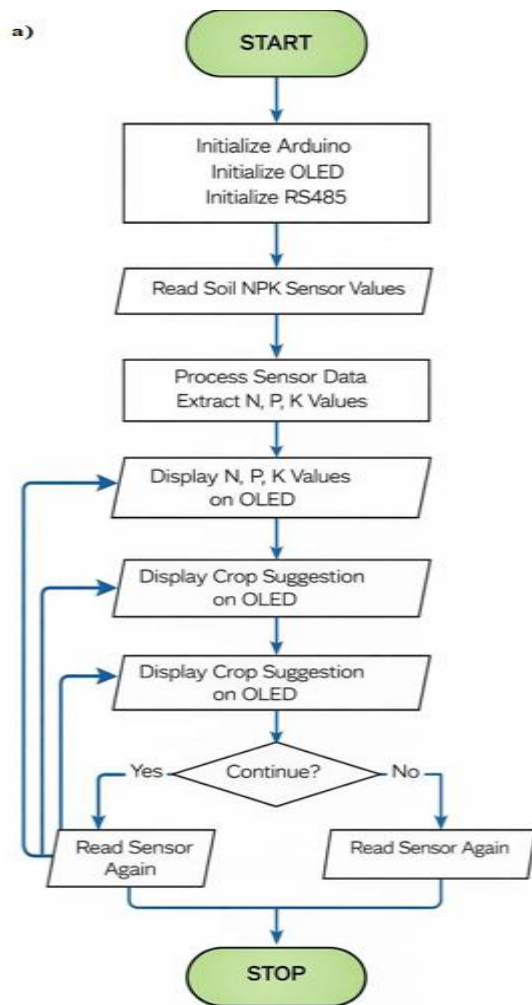 a)
START
Initialize Arduino
Initialize OLED
Initialize RS485
Read Soil NPK Sensor Values
Process Sensor Data
Extract N, P, K Values
Display N, P, K Values
on OLED
Display Crop Suggestion
on OLED
Display Crop Suggestion
on OLED
Yes
Continue?
No
Read Sensor
Again
Read Sensor Again
STOP